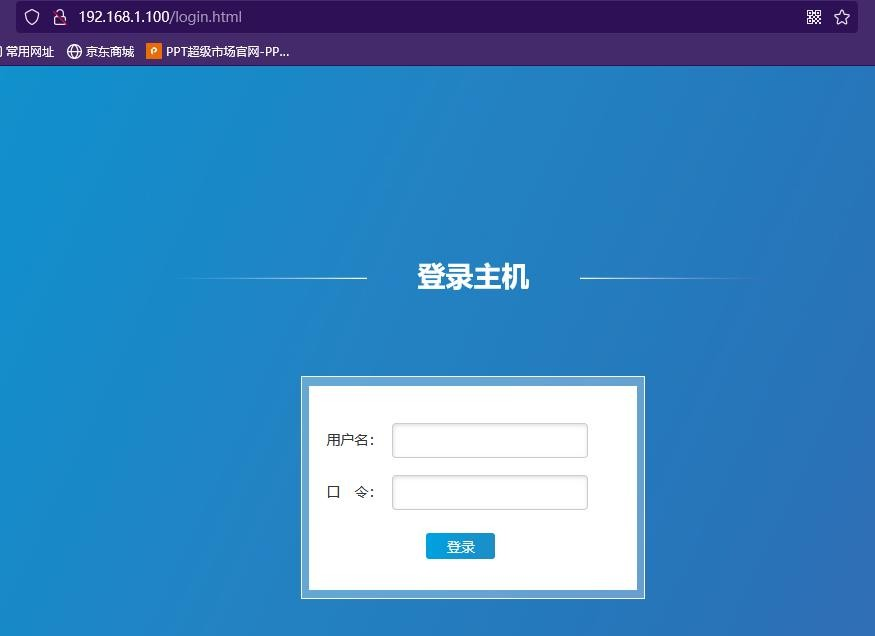 192.168.1.100/login.html
常用网址 京东商城 PPT超级市场官网-PP...
登录主机
用户名：
口 令：
登录